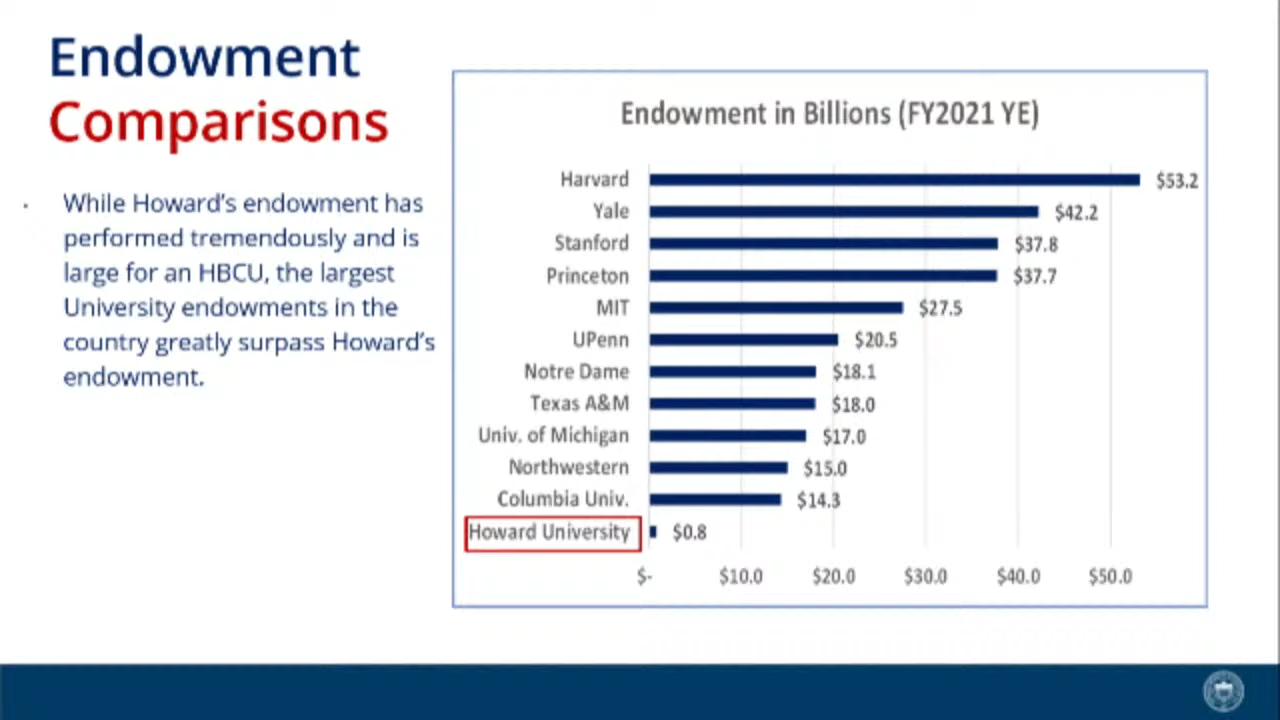 Endowment
Comparisons
· While Howard's endowment has
performed tremendously and is
large for an HBCU, the largest
University endowments in the
country greatly surpass Howard's
endowment.
Endowment in Billions (FY2021 YE)
Harvard $53.2
Yale $42.2
Stanford $37.8
Princeton $37.7
MIT $27.5
UPenn $20.5
Notre Dame $18.1
Texas A&M $18.0
Univ. of Michigan $17.0
Northwestern $15.0
Columbia Univ. $14.3
Howard University $0.8
$- $10.0 $20.0 $30.0 $40.0 $50.0